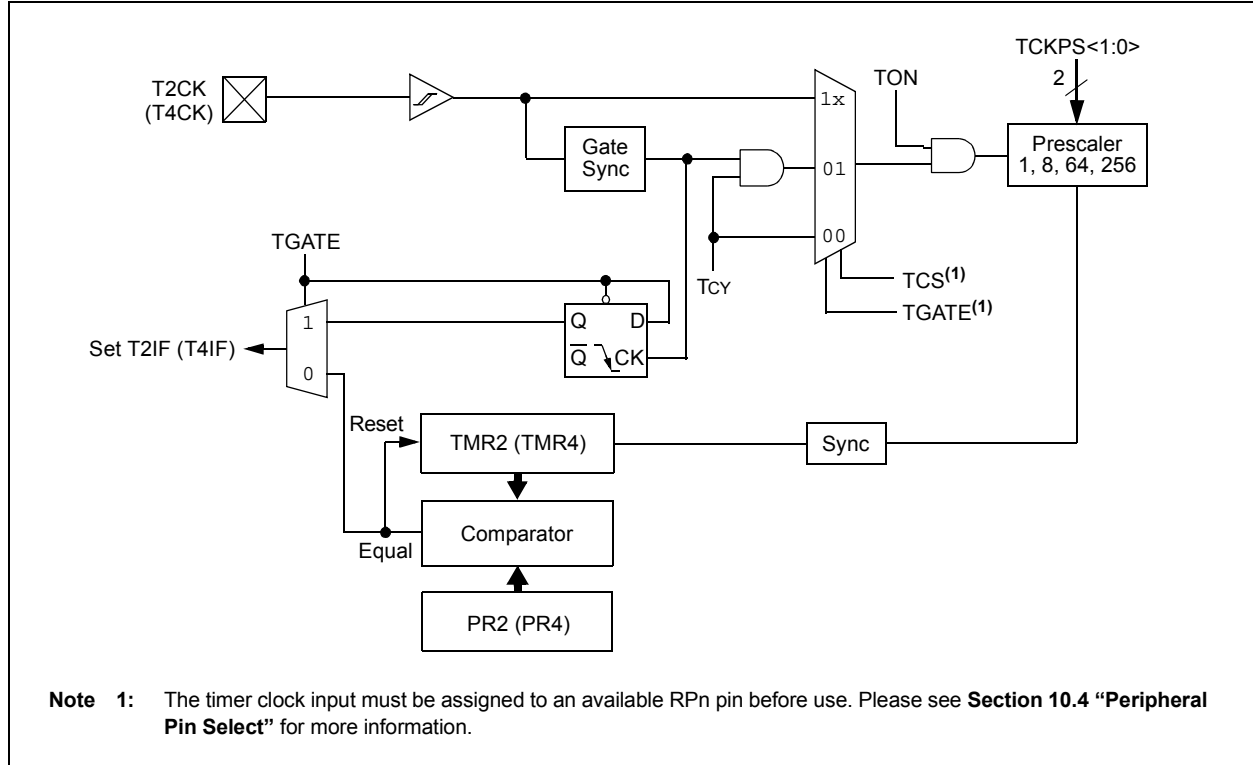 TCKPS<1:0>
2
T2CK
(T4CK)
TON
1x
Gate
Sync
01
Prescaler
1, 8, 64, 256
00
TGATE
TCY
TCS(1)
TGATE(1)
1
Q D
Q CK
Set T2IF (T4IF)
0
Reset
TMR2 (TMR4)
Sync
Comparator
Equal
PR2 (PR4)
Note 1: The timer clock input must be assigned to an available RPn pin before use. Please see Section 10.4 “Peripheral
Pin Select” for more information.